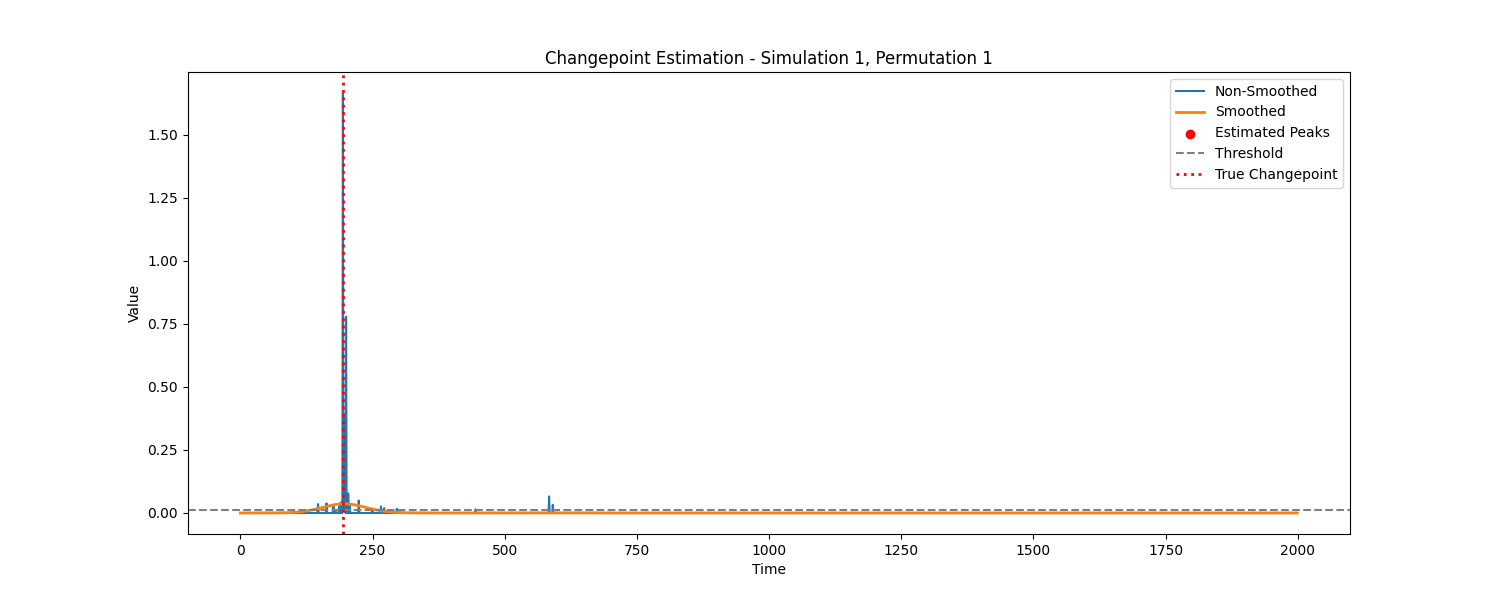 Changepoint Estimation - Simulation 1, Permutation 1
Non-Smoothed
Smoothed
Estimated Peaks
Threshold
True Changepoint
Value
1.50
1.25
1.00
0.75
0.50
0.25
0.00
0 250 500 750 1000 1250 1500 1750 2000
Time